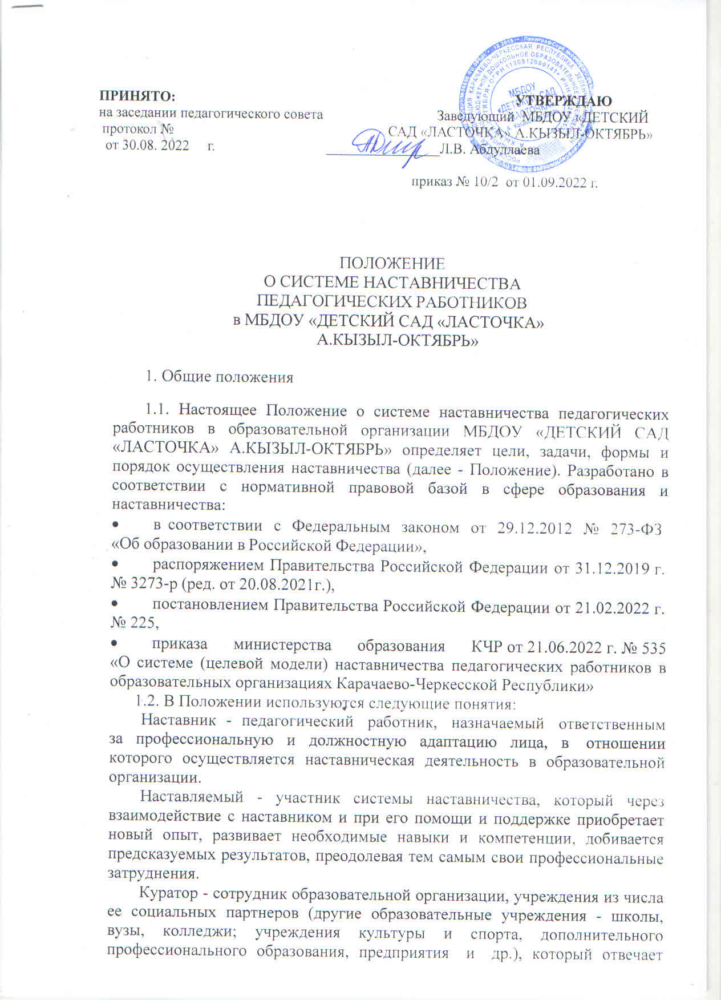 ПРИНЯТО:
на заседании педагогического совета
протокол №
от 30.08. 2022 г.
УТВЕРЖДАЮ
Заведующий МБДОУ «ДЕТСКИЙ
САД «ЛАСТОЧКА» А.КЫЗЫЛ-ОКТЯБРЬ»
Л.В. Абдуллаева
приказ № 10/2 от 01.09.2022 г.
МБДОУ
«ДЕТСКИЙ САД
«ЛАСТОЧКА»
ПОЛОЖЕНИЕ
О СИСТЕМЕ НАСТАВНИЧЕСТВА
ПЕДАГОГИЧЕСКИХ РАБОТНИКОВ
в МБДОУ «ДЕТСКИЙ САД «ЛАСТОЧКА»
А.КЫЗЫЛ-ОКТЯБРЬ»
1. Общие положения
1.1. Настоящее Положение о системе наставничества педагогических
работников в образовательной организации МБДОУ «ДЕТСКИЙ САД
«ЛАСТОЧКА» А.КЫЗЫЛ-ОКТЯБРЬ» определяет цели, задачи, формы и
порядок осуществления наставничества (далее - Положение). Разработано в
соответствии с нормативной правовой базой в сфере образования и
наставничества:
• в соответствии с Федеральным законом от 29.12.2012 № 273-ФЗ
«Об образовании в Российской Федерации»,
• распоряжением Правительства Российской Федерации от 31.12.2019 г.
№ 3273-р (ред. от 20.08.2021г.),
• постановлением Правительства Российской Федерации от 21.02.2022 г.
№ 225,
• приказа министерства образования КЧР от 21.06.2022 г. № 535
«О системе (целевой модели) наставничества педагогических работников в
образовательных организациях Карачаево-Черкесской Республики»
1.2. В Положении используются следующие понятия:
Наставник - педагогический работник, назначаемый ответственным
за профессиональную и должностную адаптацию лица, в отношении
которого осуществляется наставническая деятельность в образовательной
организации.
Наставляемый - участник системы наставничества, который через
взаимодействие с наставником и при его помощи и поддержке приобретает
новый опыт, развивает необходимые навыки и компетенции, добивается
предсказуемых результатов, преодолевая тем самым свои профессиональные
затруднения.
Куратор - сотрудник образовательной организации, учреждения из числа
ее социальных партнеров (другие образовательные учреждения - школы,
вузы, колледжи; учреждения культуры и спорта, дополнительного
профессионального образования, предприятия и др.), который отвечает